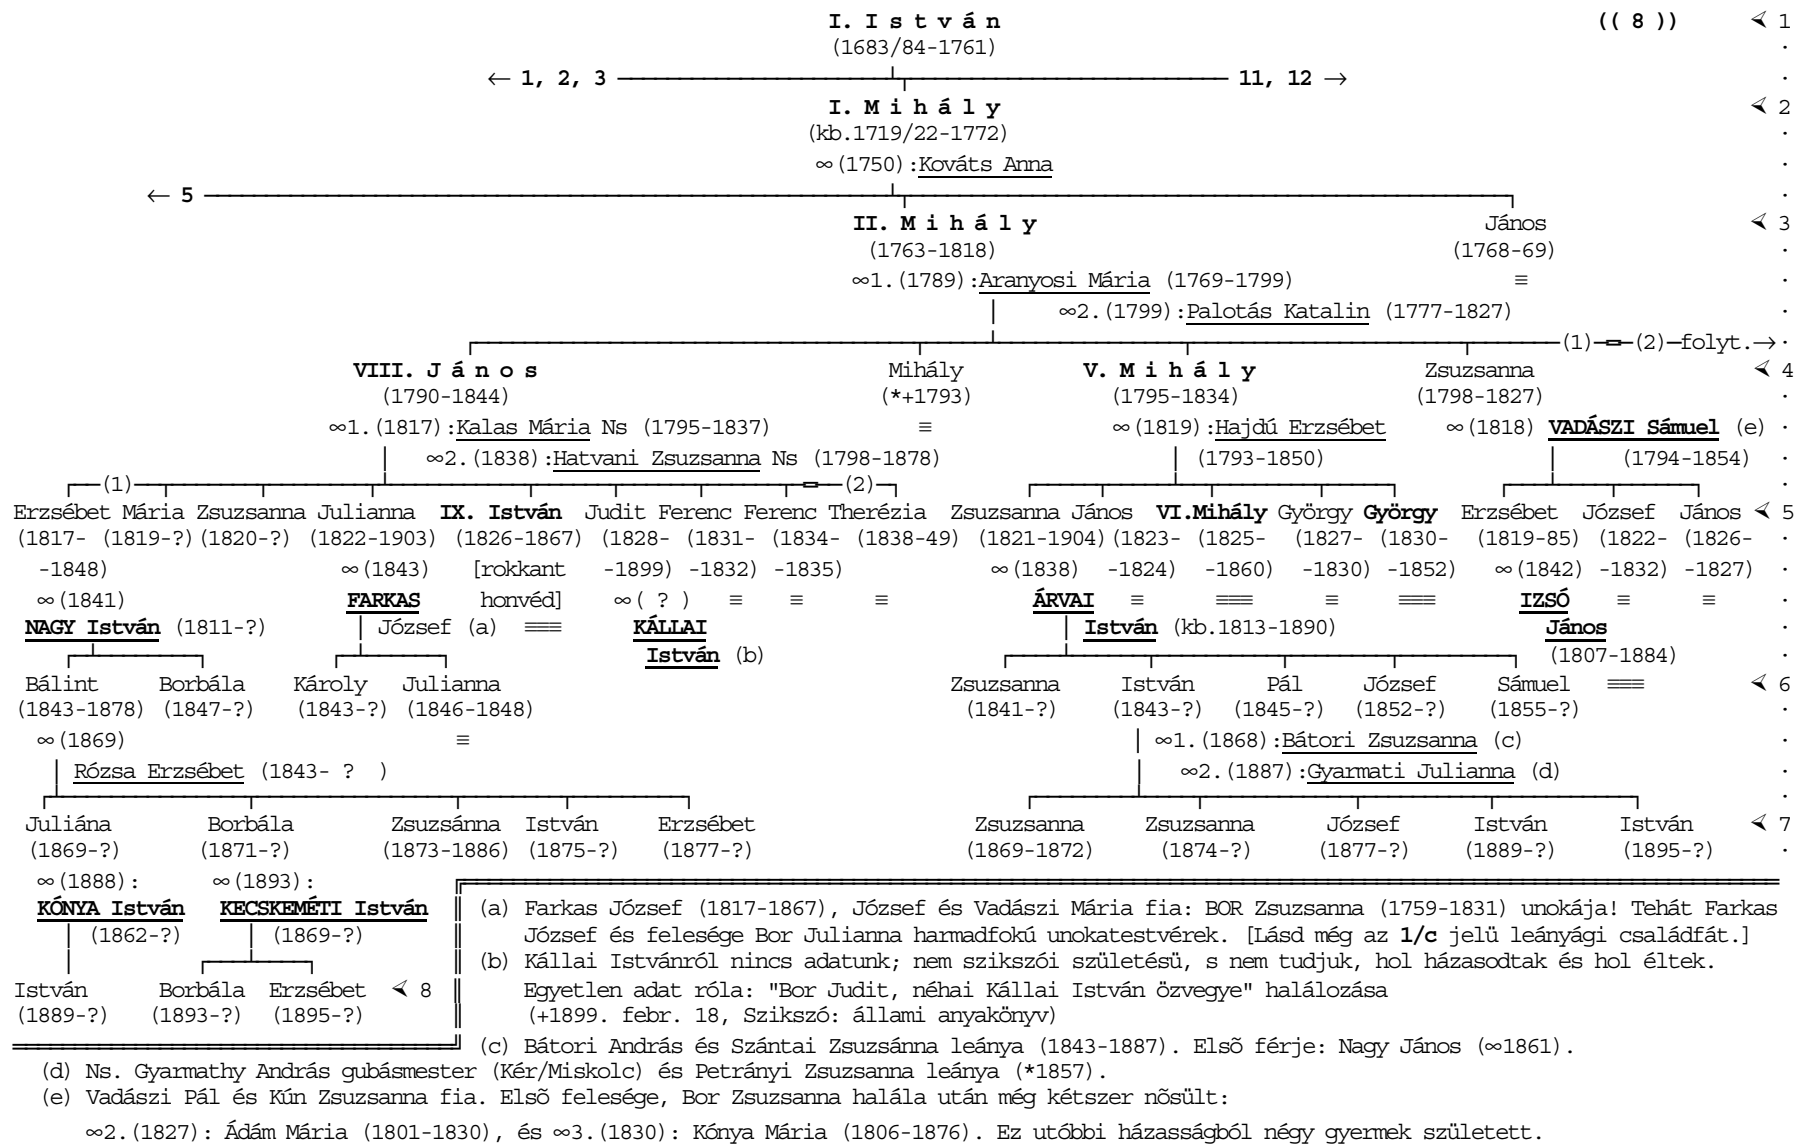 I. I s t v á n (( 8 )) ⮘ 1
(1683/84-1761)
← 1, 2, 3 11, 12 →
I. M i h á l y ⮘ 2
(kb.1719/22-1772)
∞(1750):Kováts Anna
← 5
II. M i h á l y János ⮘ 3
(1763-1818) (1768-69)
∞1.(1789):Aranyosi Mária (1769-1799) ≡
∞2.(1799):Palotás Katalin (1777-1827)
(1) (2) folyt.→
VIII. J á n o s Mihály V. M i h á l y Zsuzsanna ⮘ 4
(1790-1844) (*+1793) (1795-1834) (1798-1827)
∞1.(1817):Kalas Mária Ns (1795-1837) ≡ ∞(1819):Hajdú Erzsébet ∞(1818) VADÁSZI Sámuel (e)
∞2.(1838):Hatvani Zsuzsanna Ns (1798-1878) (1793-1850) (1794-1854)
(1) (2)
Erzsébet Mária Zsuzsanna Julianna IX. István Judit Ferenc Ferenc Therézia Zsuzsanna János VI.Mihály György György Erzsébet József János ⮘ 5
(1817- (1819-?) (1820-?) (1822-1903) (1826-1867) (1828- (1831- (1834- (1838-49) (1821-1904) (1823- (1825- (1827- (1830- (1819-85) (1822- (1826-
-1848) ∞(1843) [rokkant -1899) -1832) -1835) ∞(1838) -1824) -1860) -1830) -1852) ∞(1842) -1832) -1827)
∞(1841) FARKAS honvéd] ∞( ? ) ≡ ≡ ≡ ÁRVAI ≡ ≡≡≡ ≡ ≡≡≡ IZSÓ ≡ ≡
NAGY István (1811-?) József (a) ≡≡≡ KÁLLAI István (kb.1813-1890) János
István (b) (1807-1884)
Bálint Borbála Károly Julianna Zsuzsanna István Pál József Sámuel ≡≡≡ ⮘ 6
(1843-1878) (1847-?) (1843-?) (1846-1848) (1841-?) (1843-?) (1845-?) (1852-?) (1855-?)
∞(1869) ≡ ∞1.(1868):Bátori Zsuzsanna (c)
Rózsa Erzsébet (1843- ? ) ∞2.(1887):Gyarmati Julianna (d)
Juliána Borbála Zsuzsánna István Erzsébet Zsuzsanna Zsuzsanna József István István ⮘ 7
(1869-?) (1871-?) (1873-1886) (1875-?) (1877-?) (1869-1872) (1874-?) (1877-?) (1889-?) (1895-?)
∞(1888): ∞(1893):
KÓNYA István KECSKEMÉTI István (a) Farkas József (1817-1867), József és Vadászi Mária fia: BOR Zsuzsanna (1759-1831) unokája! Tehát Farkas
(1862-?) (1869-?) József és felesége Bor Julianna harmadfokú unokatestvérek. [Lásd még az 1/c jelü leányági családfát.]
(b) Kállai Istvánról nincs adatunk; nem szikszói születésü, s nem tudjuk, hol házasodtak és hol éltek.
István Borbála Erzsébet ⮘ 8 Egyetlen adat róla: "Bor Judit, néhai Kállai István özvegye" halálozása
(1889-?) (1893-?) (1895-?) (+1899. febr. 18, Szikszó: állami anyakönyv)
(c) Bátori András és Szántai Zsuzsánna leánya (1843-1887). Elsõ férje: Nagy János (∞1861).
(d) Ns. Gyarmathy András gubásmester (Kér/Miskolc) és Petrányi Zsuzsanna leánya (*1857).
(e) Vadászi Pál és Kún Zsuzsanna fia. Elsõ felesége, Bor Zsuzsanna halála után még kétszer nõsült:
∞2.(1827): Ádám Mária (1801-1830), és ∞3.(1830): Kónya Mária (1806-1876). Ez utóbbi házasságból négy gyermek született.